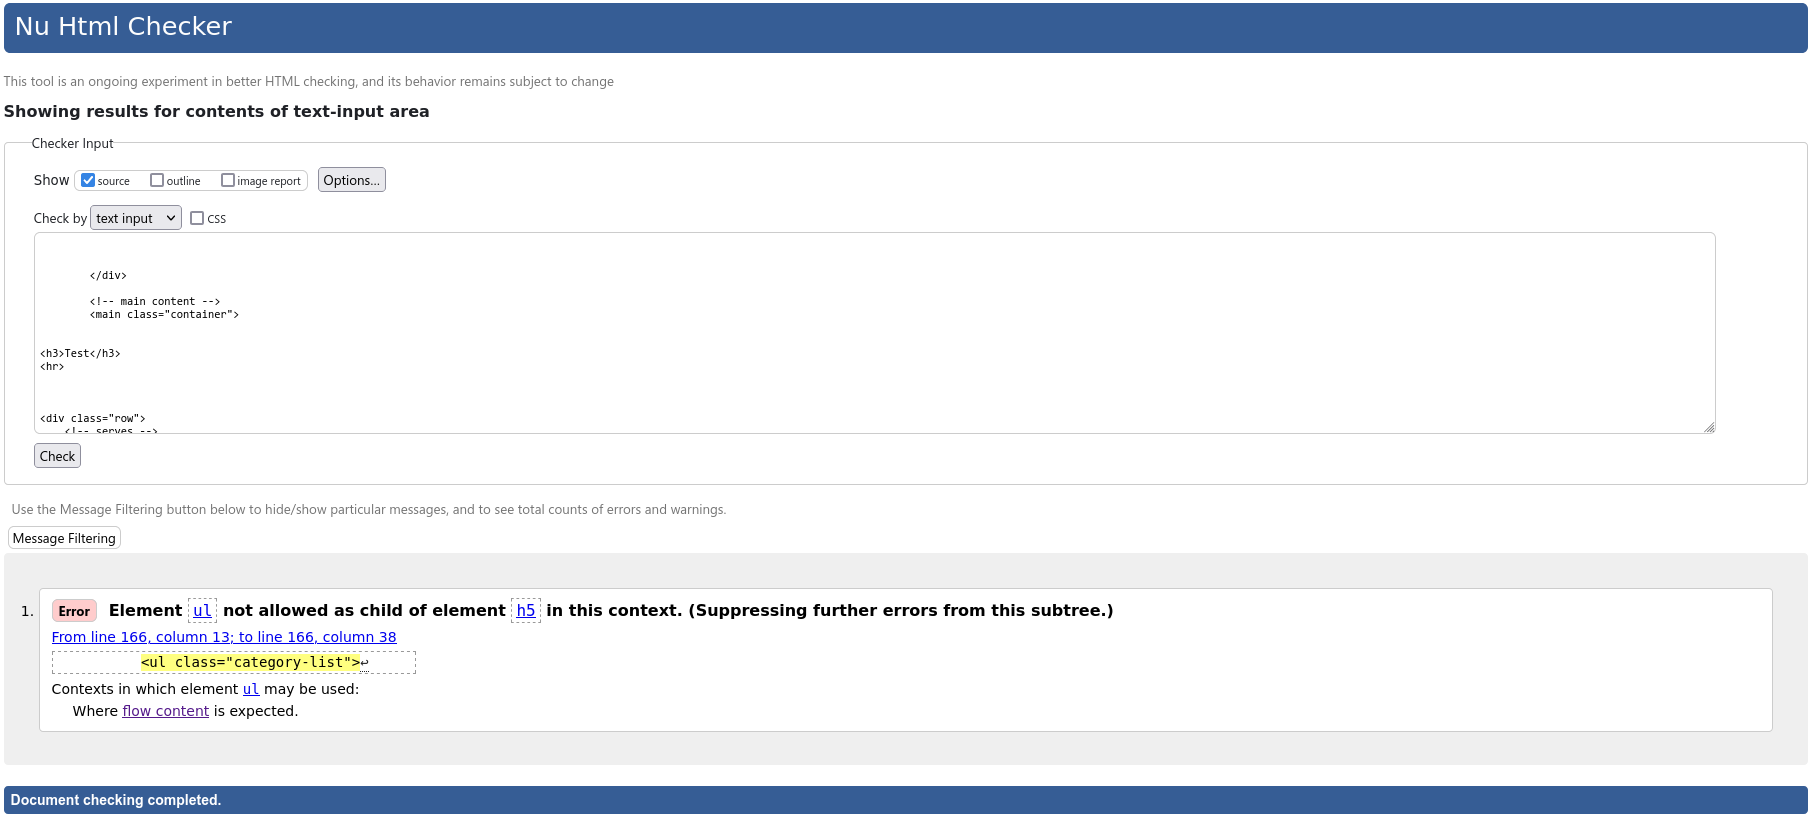 Nu Html Checker
This tool is an ongoing experiment in better HTML checking, and its behavior remains subject to change
Showing results for contents of text-input area
Checker Input
Show source outline image report Options...
Check by text input CSS
</div>
<!-- main content -->
<main class="container">
<h3>Test</h3>
<hr>
<div class="row">
<!-- serves -->
Check
Use the Message Filtering button below to hide/show particular messages, and to see total counts of errors and warnings.
Message Filtering
1. Error Element ul not allowed as child of element h5 in this context. (Suppressing further errors from this subtree.)
From line 166, column 13; to line 166, column 38
<ul class="category-list">↩
Contexts in which element ul may be used:
Where flow content is expected.
Document checking completed.